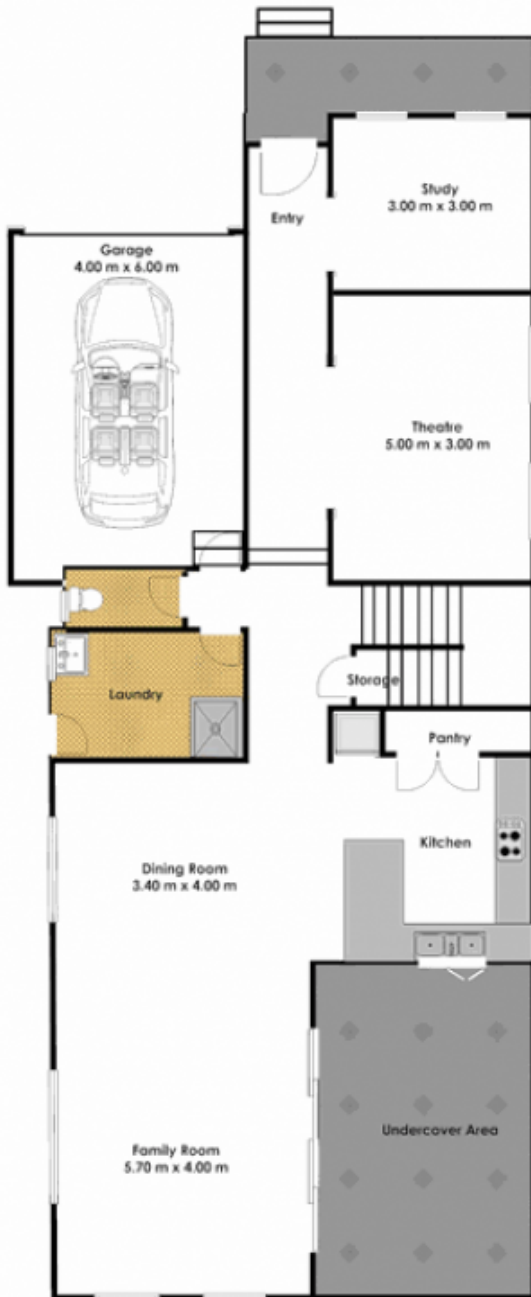 Study
3.00 m x 3.00 m
Entry
Garage
4.00 m x 6.00 m
Theatre
5.00 m x 3.00 m
Storage
Laundry
Pantry
Kitchen
Dining Room
3.40 m x 4.00 m
Undercover Area
Family Room
5.70 m x 4.00 m